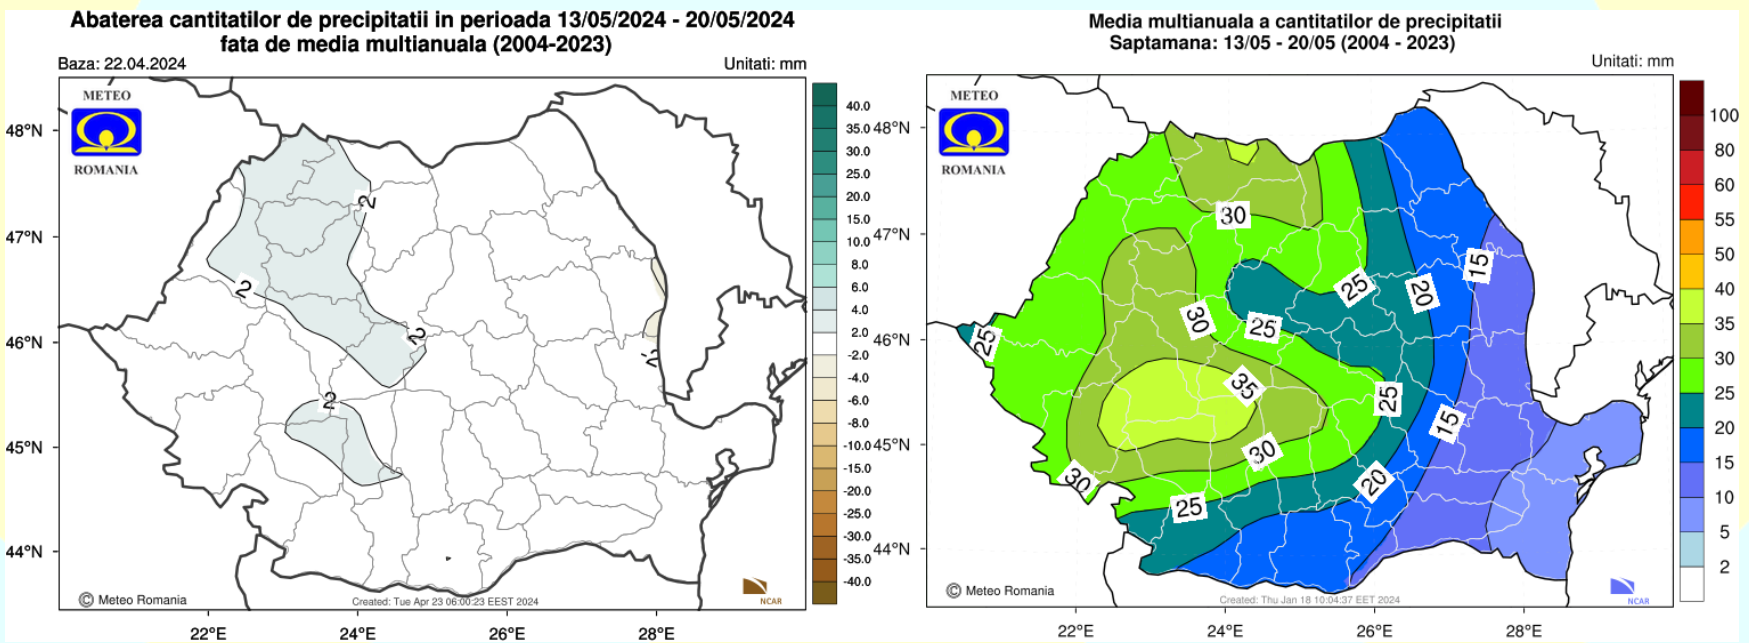 Abaterea cantitatilor de precipitatii in perioada 13/05/2024 - 20/05/2024
fata de media multianuala (2004-2023)
Baza: 22.04.2024
Unitati: mm
METEO
ROMANIA
48°N
47°N
46°N
45°N
44°N
2
2
2
2
-2
40.0
35.0
30.0
25.0
20.0
15.0
10.0
8.0
6.0
4.0
2.0
-2.0
-4.0
-6.0
-8.0
-10.0
-15.0
-20.0
-25.0
-30.0
-35.0
-40.0
© Meteo Romania
Created: Tue Apr 23 06:00:23 EEST 2024
NCAR
22°E
24°E
26°E
28°E
Media multianuala a cantitatilor de precipitatii
Saptamana: 13/05 - 20/05 (2004 - 2023)
Unitati: mm
METEO
ROMANIA
48°N
47°N
46°N
45°N
44°N
30
15
25
20
30
25
25
35
25
15
30
30
20
25
100
80
60
55
50
40
35
30
25
20
15
10
5
2
© Meteo Romania
Created: Thu Jan 18 10:04:37 EET 2024
NCAR
22°E
24°E
26°E
28°E